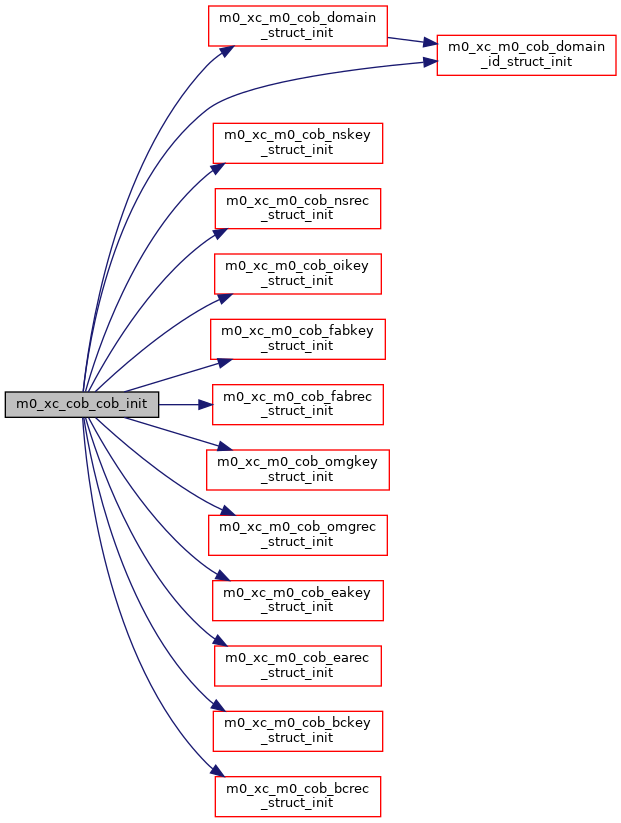 m0_xc_m0_cob_domain
_struct_init
m0_xc_m0_cob_domain
_id_struct_init
m0_xc_m0_cob_nskey
_struct_init
m0_xc_m0_cob_nsrec
_struct_init
m0_xc_m0_cob_oikey
_struct_init
m0_xc_m0_cob_fabkey
_struct_init
m0_xc_cob_cob_init
m0_xc_m0_cob_fabrec
_struct_init
m0_xc_m0_cob_omgkey
_struct_init
m0_xc_m0_cob_omgrec
_struct_init
m0_xc_m0_cob_eakey
_struct_init
m0_xc_m0_cob_earec
_struct_init
m0_xc_m0_cob_bckey
_struct_init
m0_xc_m0_cob_bcrec
_struct_init